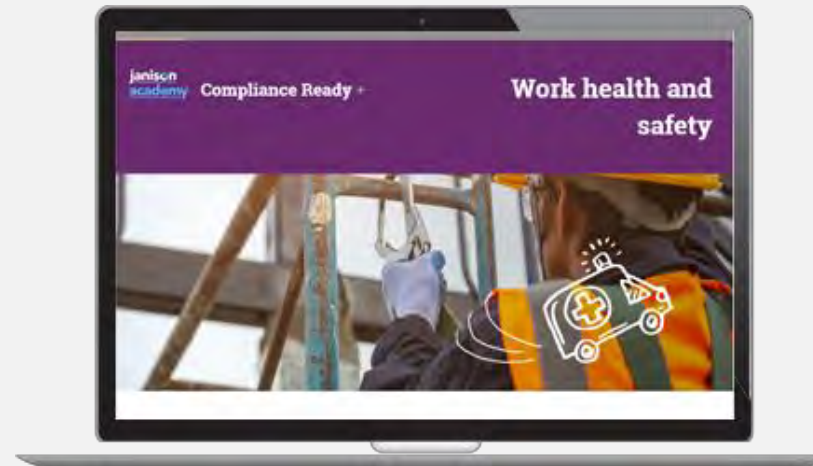 janison
academy
Compliance Ready +
Work health and
safety